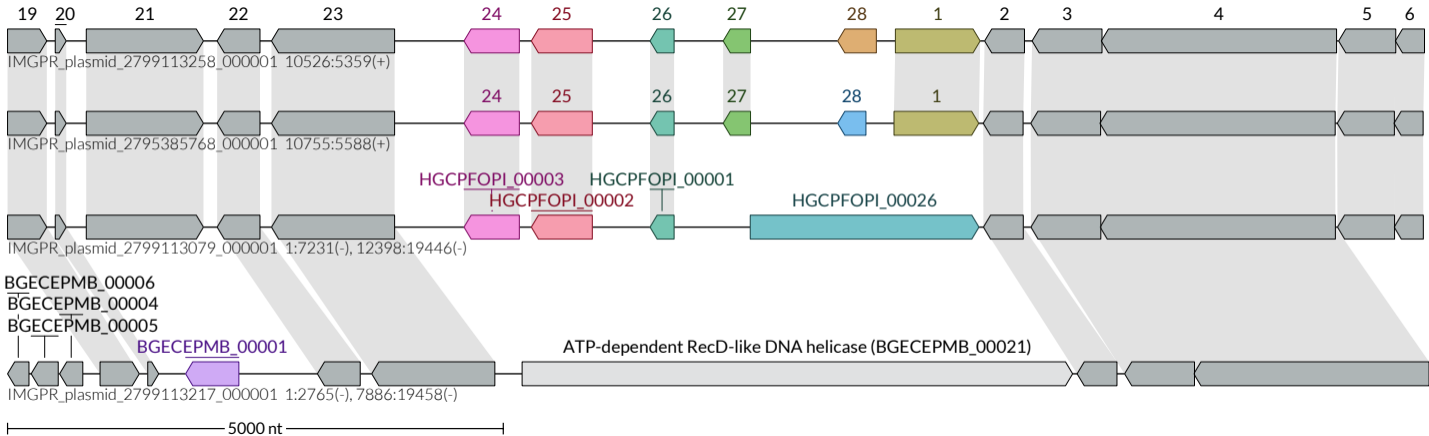 19 20 21 22 23 24 25 26 27 28 1 2 3 4 5 6
IMGPR_plasmid_2799113258_000001 10526:5359(+)
24 25 26 27 28 1
IMGPR_plasmid_2795385768_000001 10755:5588(+)
HGCPFOPI_00003 HGCPFOPI_00001
HGCPFOPI_00002 HGCPFOPI_00026
IMGPR_plasmid_2799113079_000001 1:7231(-), 12398:19446(-)
BGECEPMB_00006
BGECEPMB_00004
BGECEPMB_00005
BGECEPMB_00001 ATP-dependent RecD-like DNA helicase (BGECEPMB_00021)
IMGPR_plasmid_2799113217_000001 1:2765(-), 7886:19458(-)
5000 nt